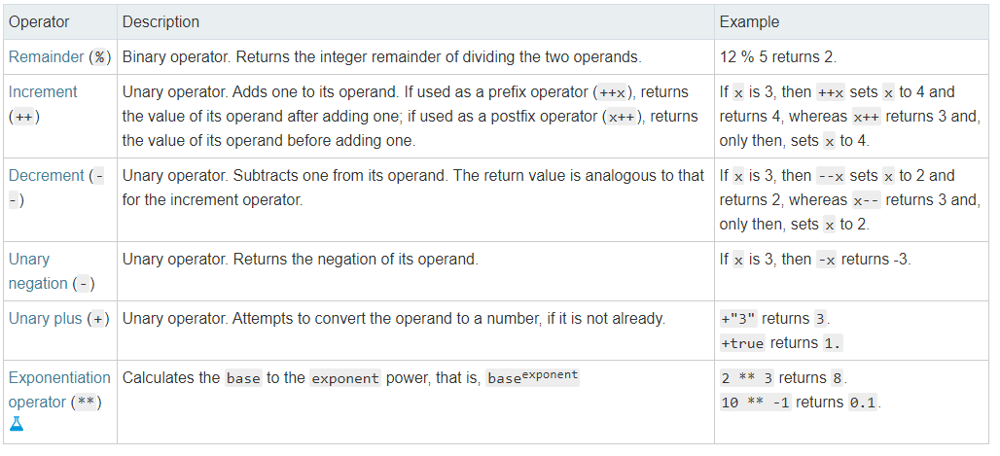 Operator Description Example
Remainder (%) Binary operator. Returns the integer remainder of dividing the two operands. 12 % 5 returns 2.
Increment
(++)
Unary operator. Adds one to its operand. If used as a prefix operator (++x), returns
the value of its operand after adding one; if used as a postfix operator (x++), returns
the value of its operand before adding one.
If x is 3, then ++x sets x to 4 and
returns 4, whereas x++ returns 3 and,
only then, sets x to 4.
Decrement (-
-)
Unary operator. Subtracts one from its operand. The return value is analogous to that
for the increment operator.
If x is 3, then --x sets x to 2 and
returns 2, whereas x-- returns 3 and,
only then, sets x to 2.
Unary
negation (-)
Unary operator. Returns the negation of its operand.
If x is 3, then -x returns -3.
Unary plus (+)
Unary operator. Attempts to convert the operand to a number, if it is not already.
+"3" returns 3.
+true returns 1.
Exponentiation
operator (**)
Calculates the base to the exponent power, that is, base^exponent
2 ** 3 returns 8.
10 ** -1 returns 0.1.